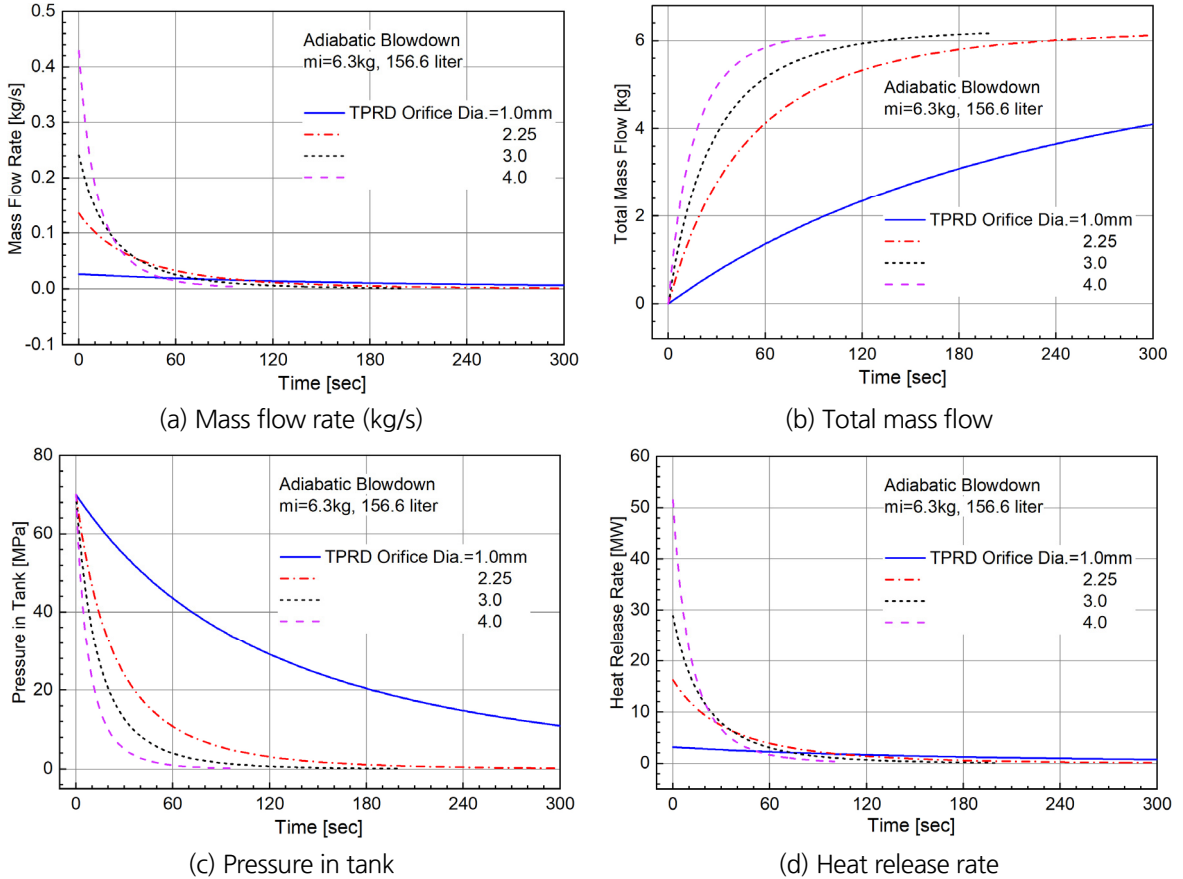 Mass Flow Rate [kg/s]
0.5
0.4
0.3
0.2
0.1
0.0
-0.1
Adiabatic Blowdown
mi=6.3kg, 156.6 liter
TPRD Orifice Dia.=1.0mm
2.25
3.0
4.0
0 60 120 180 240 300
Time [sec]
(a) Mass flow rate (kg/s)
Total Mass Flow [kg]
6
4
2
0
Adiabatic Blowdown
mi=6.3kg, 156.6 liter
TPRD Orifice Dia.=1.0mm
2.25
3.0
4.0
0 60 120 180 240 300
Time [sec]
(b) Total mass flow
Pressure in Tank [MPa]
80
60
40
20
0
Adiabatic Blowdown
mi=6.3kg, 156.6 liter
TPRD Orifice Dia.=1.0mm
2.25
3.0
4.0
0 60 120 180 240 300
Time [sec]
(c) Pressure in tank
Heat Release Rate [MW]
60
50
40
30
20
10
0
Adiabatic Blowdown
mi=6.3kg, 156.6 liter
TPRD Orifice Dia.=1.0mm
2.25
3.0
4.0
0 60 120 180 240 300
Time [sec]
(d) Heat release rate